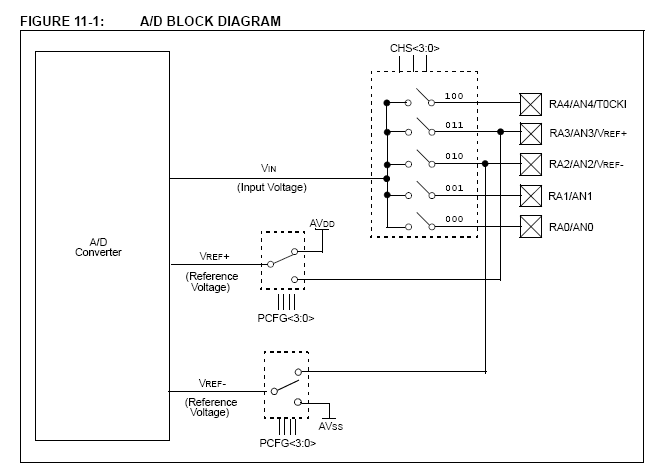 FIGURE 11-1: A/D BLOCK DIAGRAM
CHS<3:0>
100
RA4/AN4/T0CKI
011
RA3/AN3/VREF+
010
RA2/AN2/VREF-
VIN
(Input Voltage)
001
RA1/AN1
000
RA0/AN0
AVDD
A/D
Converter
VREF+
(Reference
Voltage)
PCFG<3:0>
VREF-
(Reference
Voltage)
AVSS
PCFG<3:0>